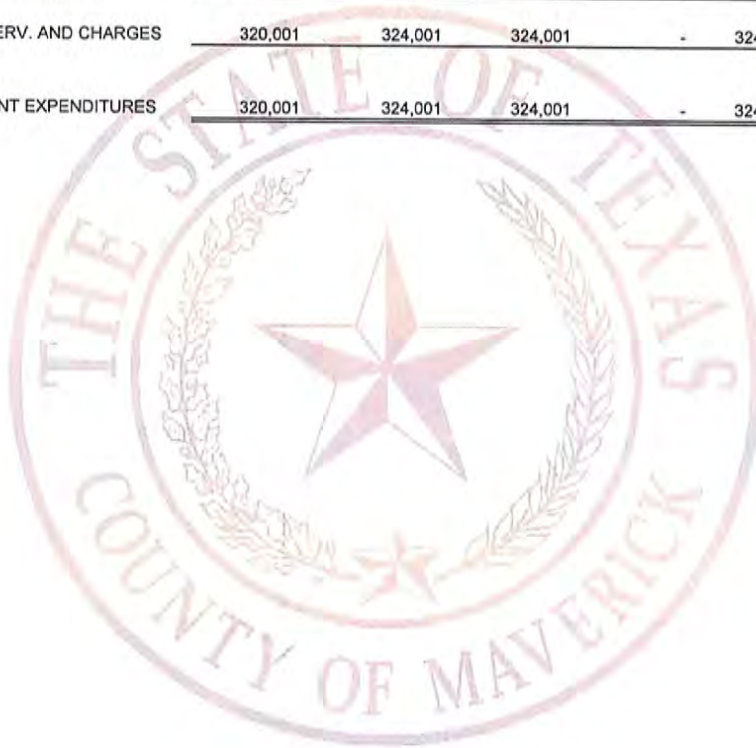 ERV. AND CHARGES 320,001 324,001 324,001 - 324
NT EXPENDITURES 320,001 324,001 324,001 - 324
THE STATE OF TEXAS
COUNTY OF MAVERICK